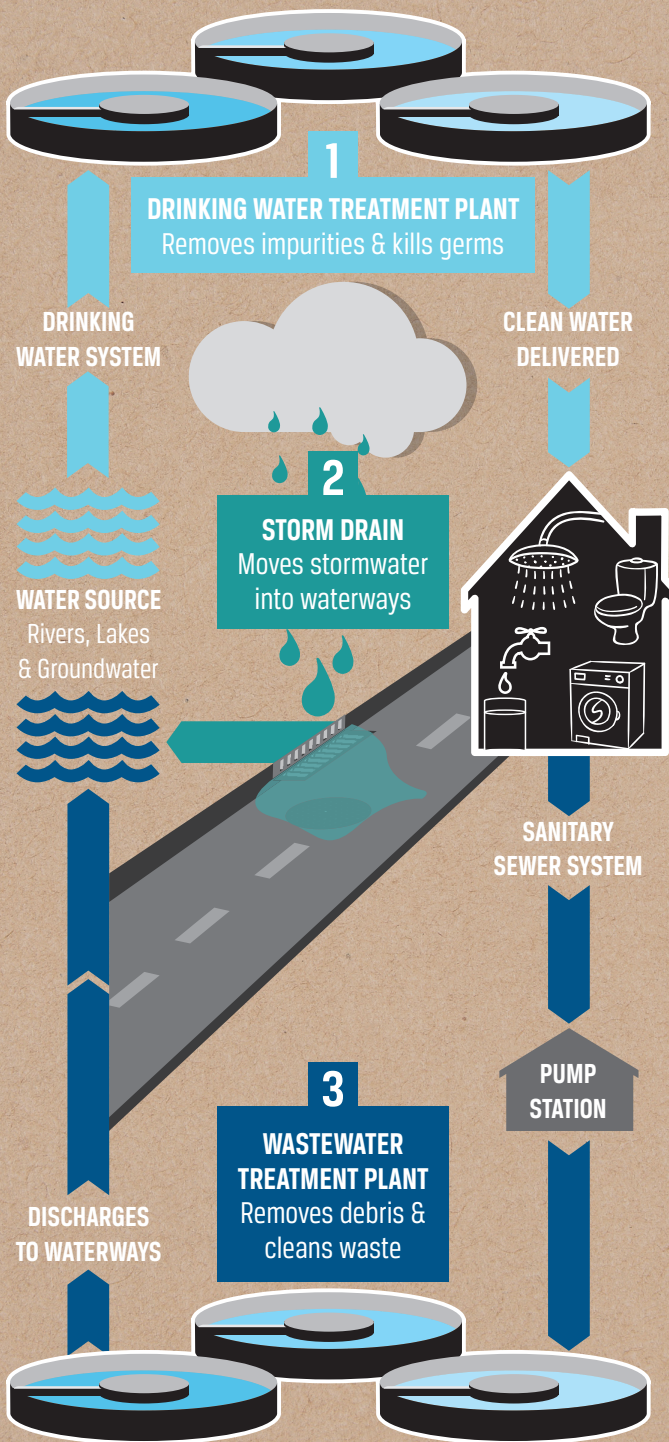 1
DRINKING WATER TREATMENT PLANT
Removes impurities & kills germs
DRINKING
WATER SYSTEM
CLEAN WATER
DELIVERED
2
STORM DRAIN
Moves stormwater
into waterways
WATER SOURCE
Rivers, Lakes
& Groundwater
SANITARY
SEWER SYSTEM
PUMP
STATION
3
WASTEWATER
TREATMENT PLANT
Removes debris &
cleans waste
DISCHARGES
TO WATERWAYS